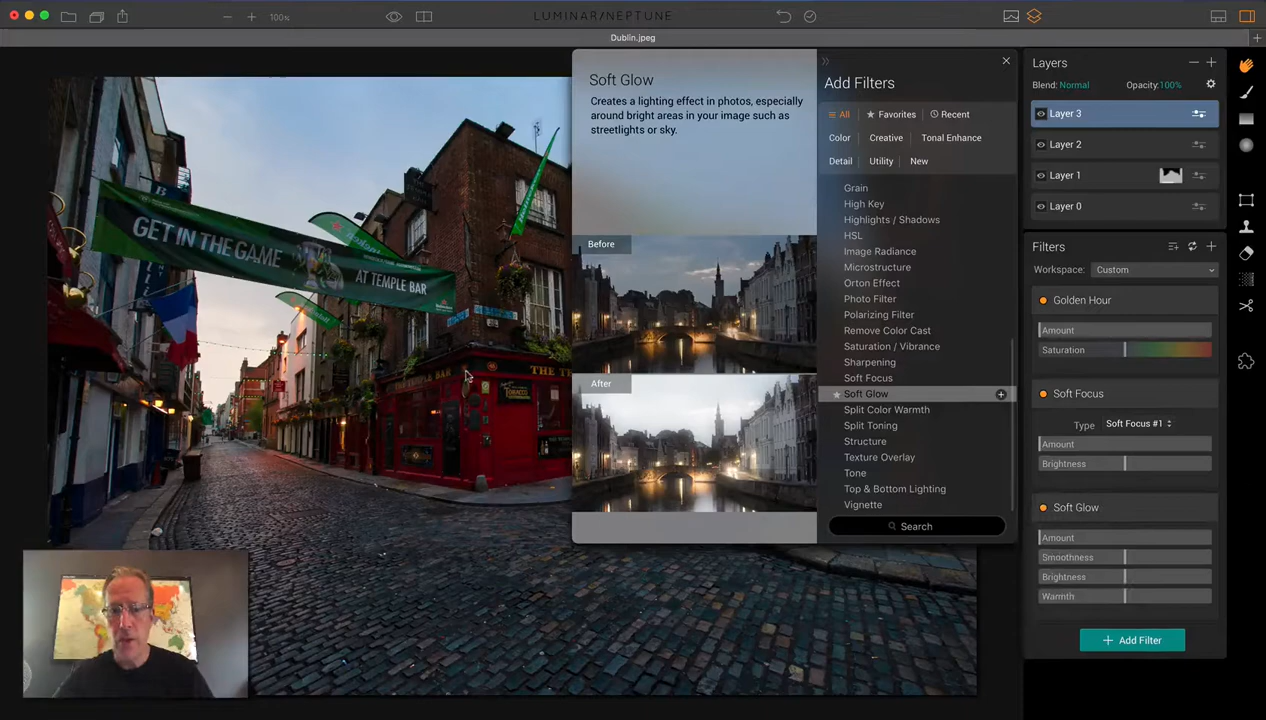 100%
LUMINAR/NEPTUNE
Dublin.jpeg
GET IN THE GAME
AT TEMPLE BAR
THE TEMPLE BAR
THE TE
Soft Glow
Creates a lighting effect in photos, especially
around bright areas in your image such as
streetlights or sky.
Before
After
Add Filters
All
Favorites
Recent
Color
Creative
Tonal Enhance
Detail
Utility
New
Grain
High Key
Highlights / Shadows
HSL
Image Radiance
Microstructure
Orton Effect
Photo Filter
Polarizing Filter
Remove Color Cast
Saturation / Vibrance
Sharpening
Soft Focus
Soft Glow
Split Color Warmth
Split Toning
Structure
Texture Overlay
Tone
Top & Bottom Lighting
Vignette
Search
Layers
Blend: Normal
Opacity:100%
Layer 3
Layer 2
Layer 1
Layer 0
Filters
Workspace: Custom
Golden Hour
Amount
Saturation
Soft Focus
Type Soft Focus #1
Amount
Brightness
Soft Glow
Amount
Smoothness
Brightness
Warmth
Add Filter